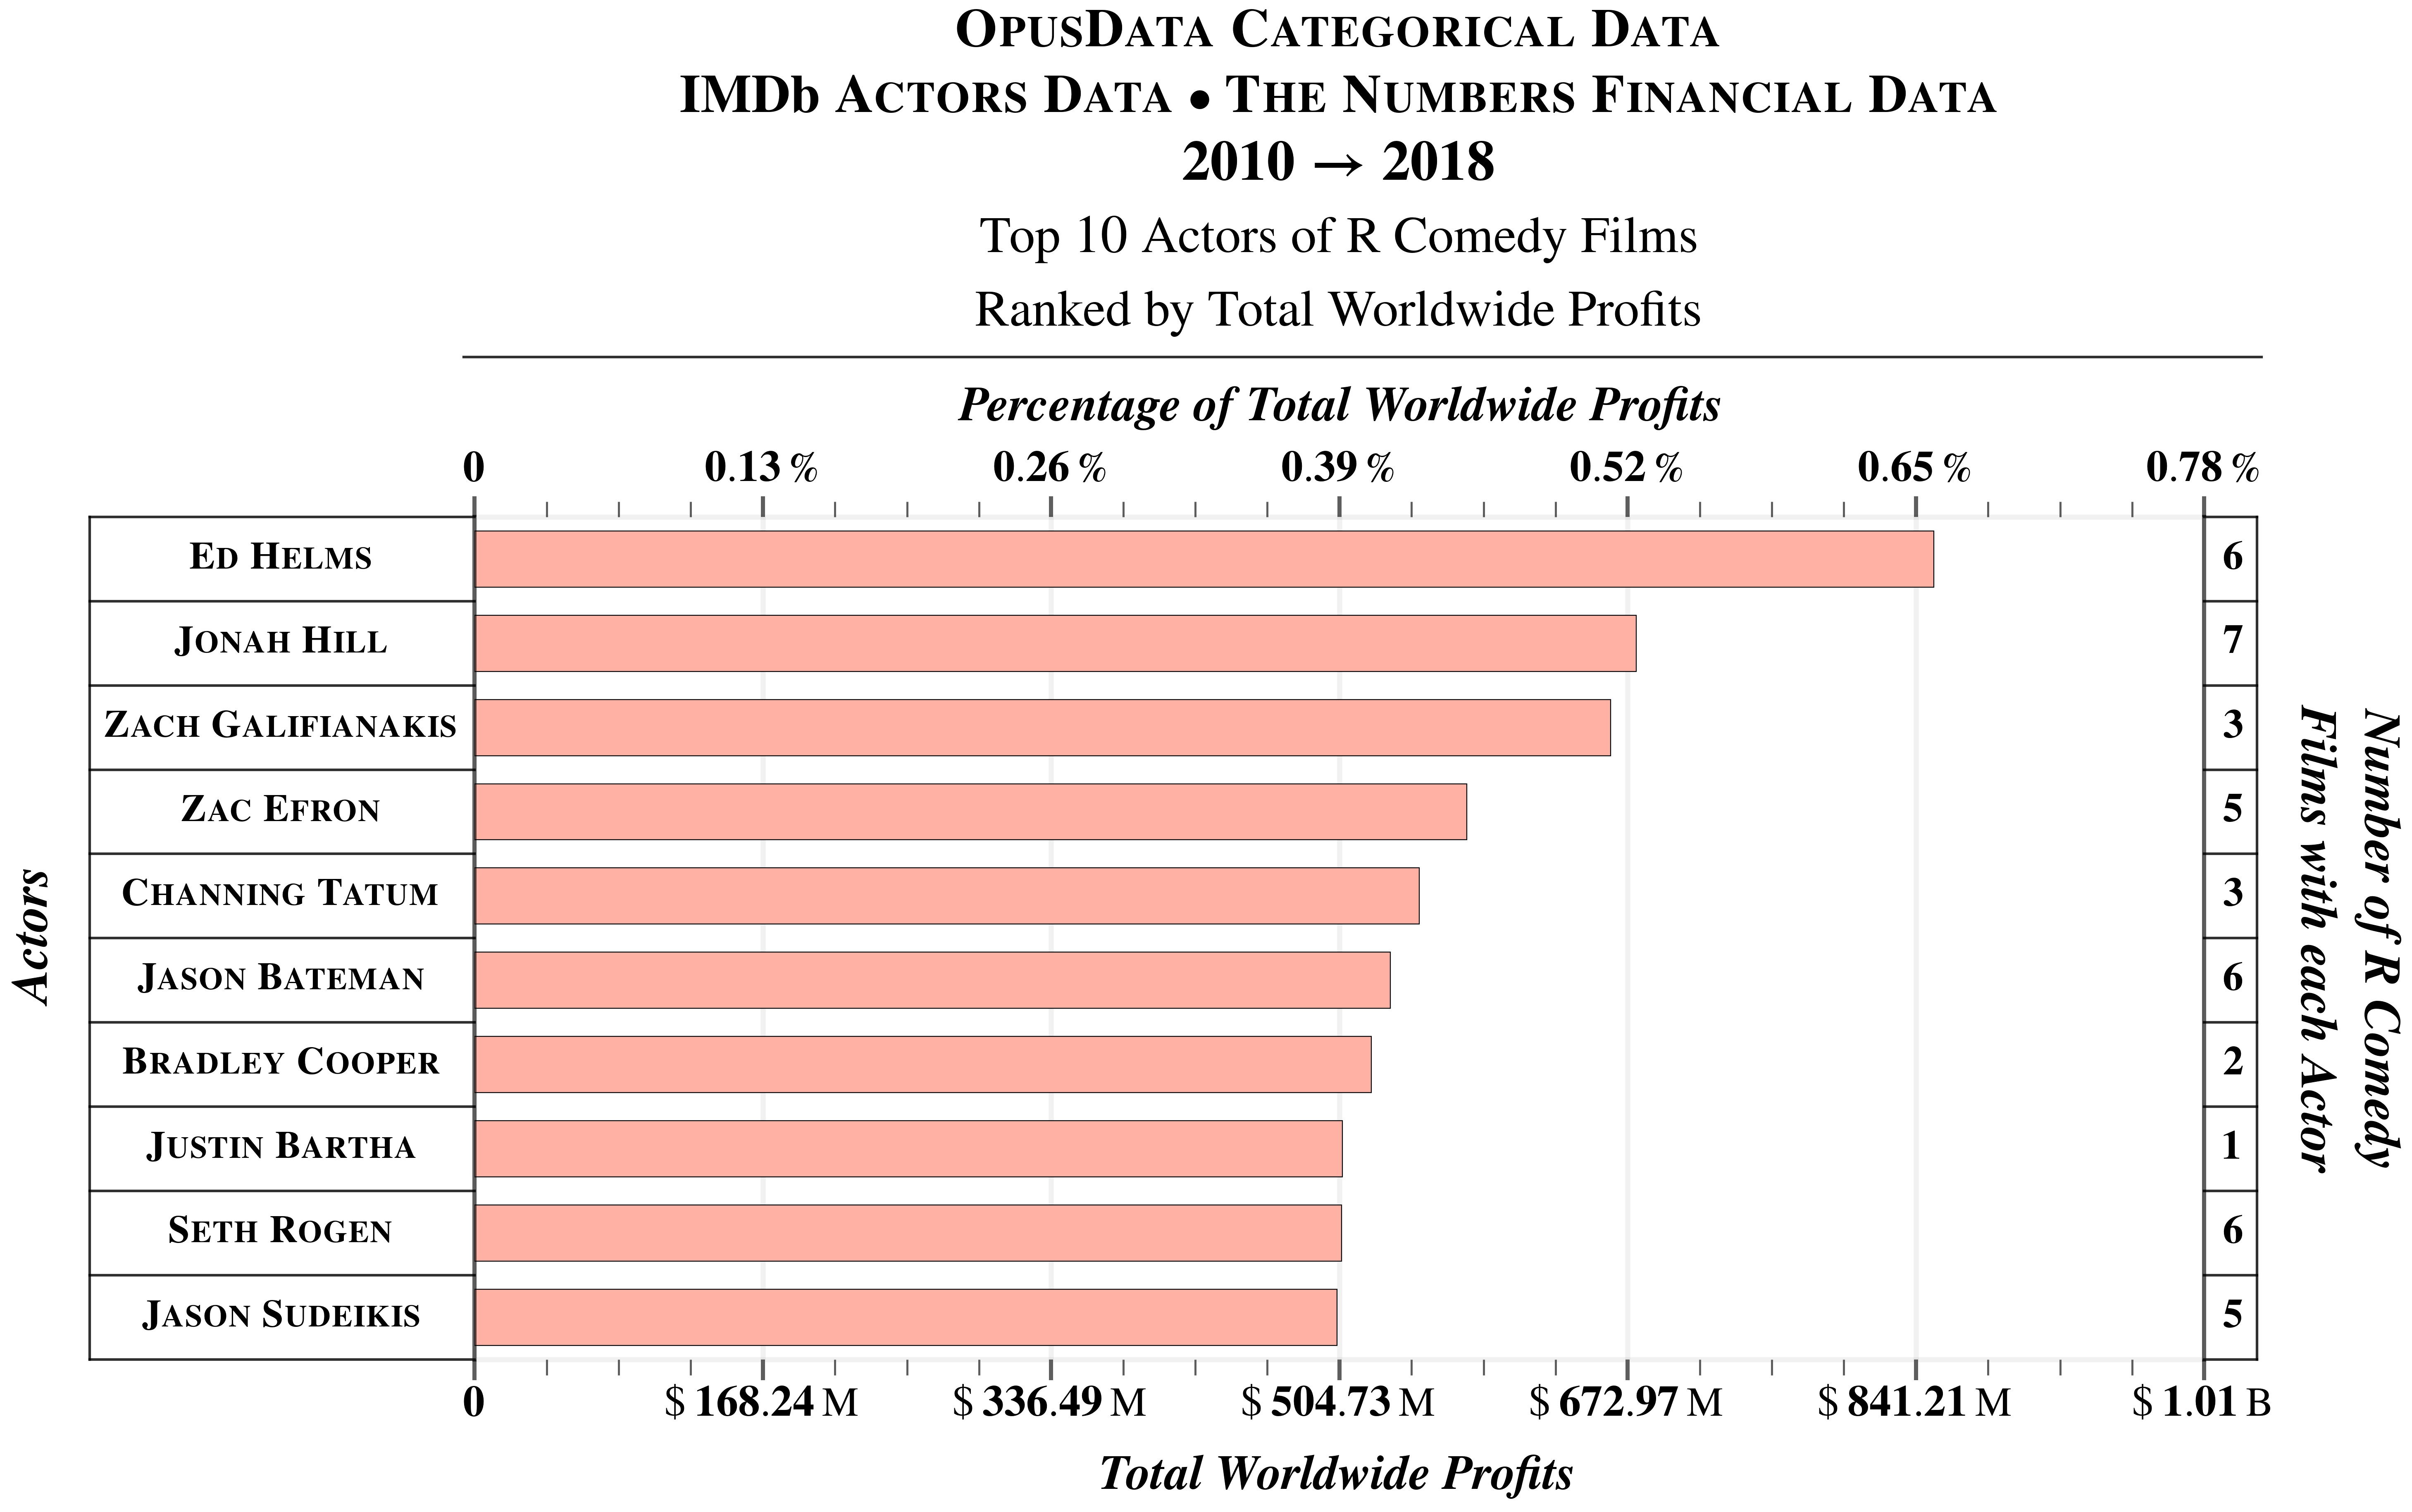 OpusData Categorical Data
IMDb Actors Data • The Numbers Financial Data
2010 → 2018
Top 10 Actors of R Comedy Films
Ranked by Total Worldwide Profits
Percentage of Total Worldwide Profits
0 0.13 % 0.26 % 0.39 % 0.52 % 0.65 % 0.78 %
Ed Helms 6
Jonah Hill 7
Zach Galifianakis 3
Zac Efron 5
Channing Tatum 3
Jason Bateman 6
Bradley Cooper 2
Justin Bartha 1
Seth Rogen 6
Jason Sudeikis 5
Actors
Number of R Comedy
Films with each Actor
0 $ 168.24 M $ 336.49 M $ 504.73 M $ 672.97 M $ 841.21 M $ 1.01 B
Total Worldwide Profits